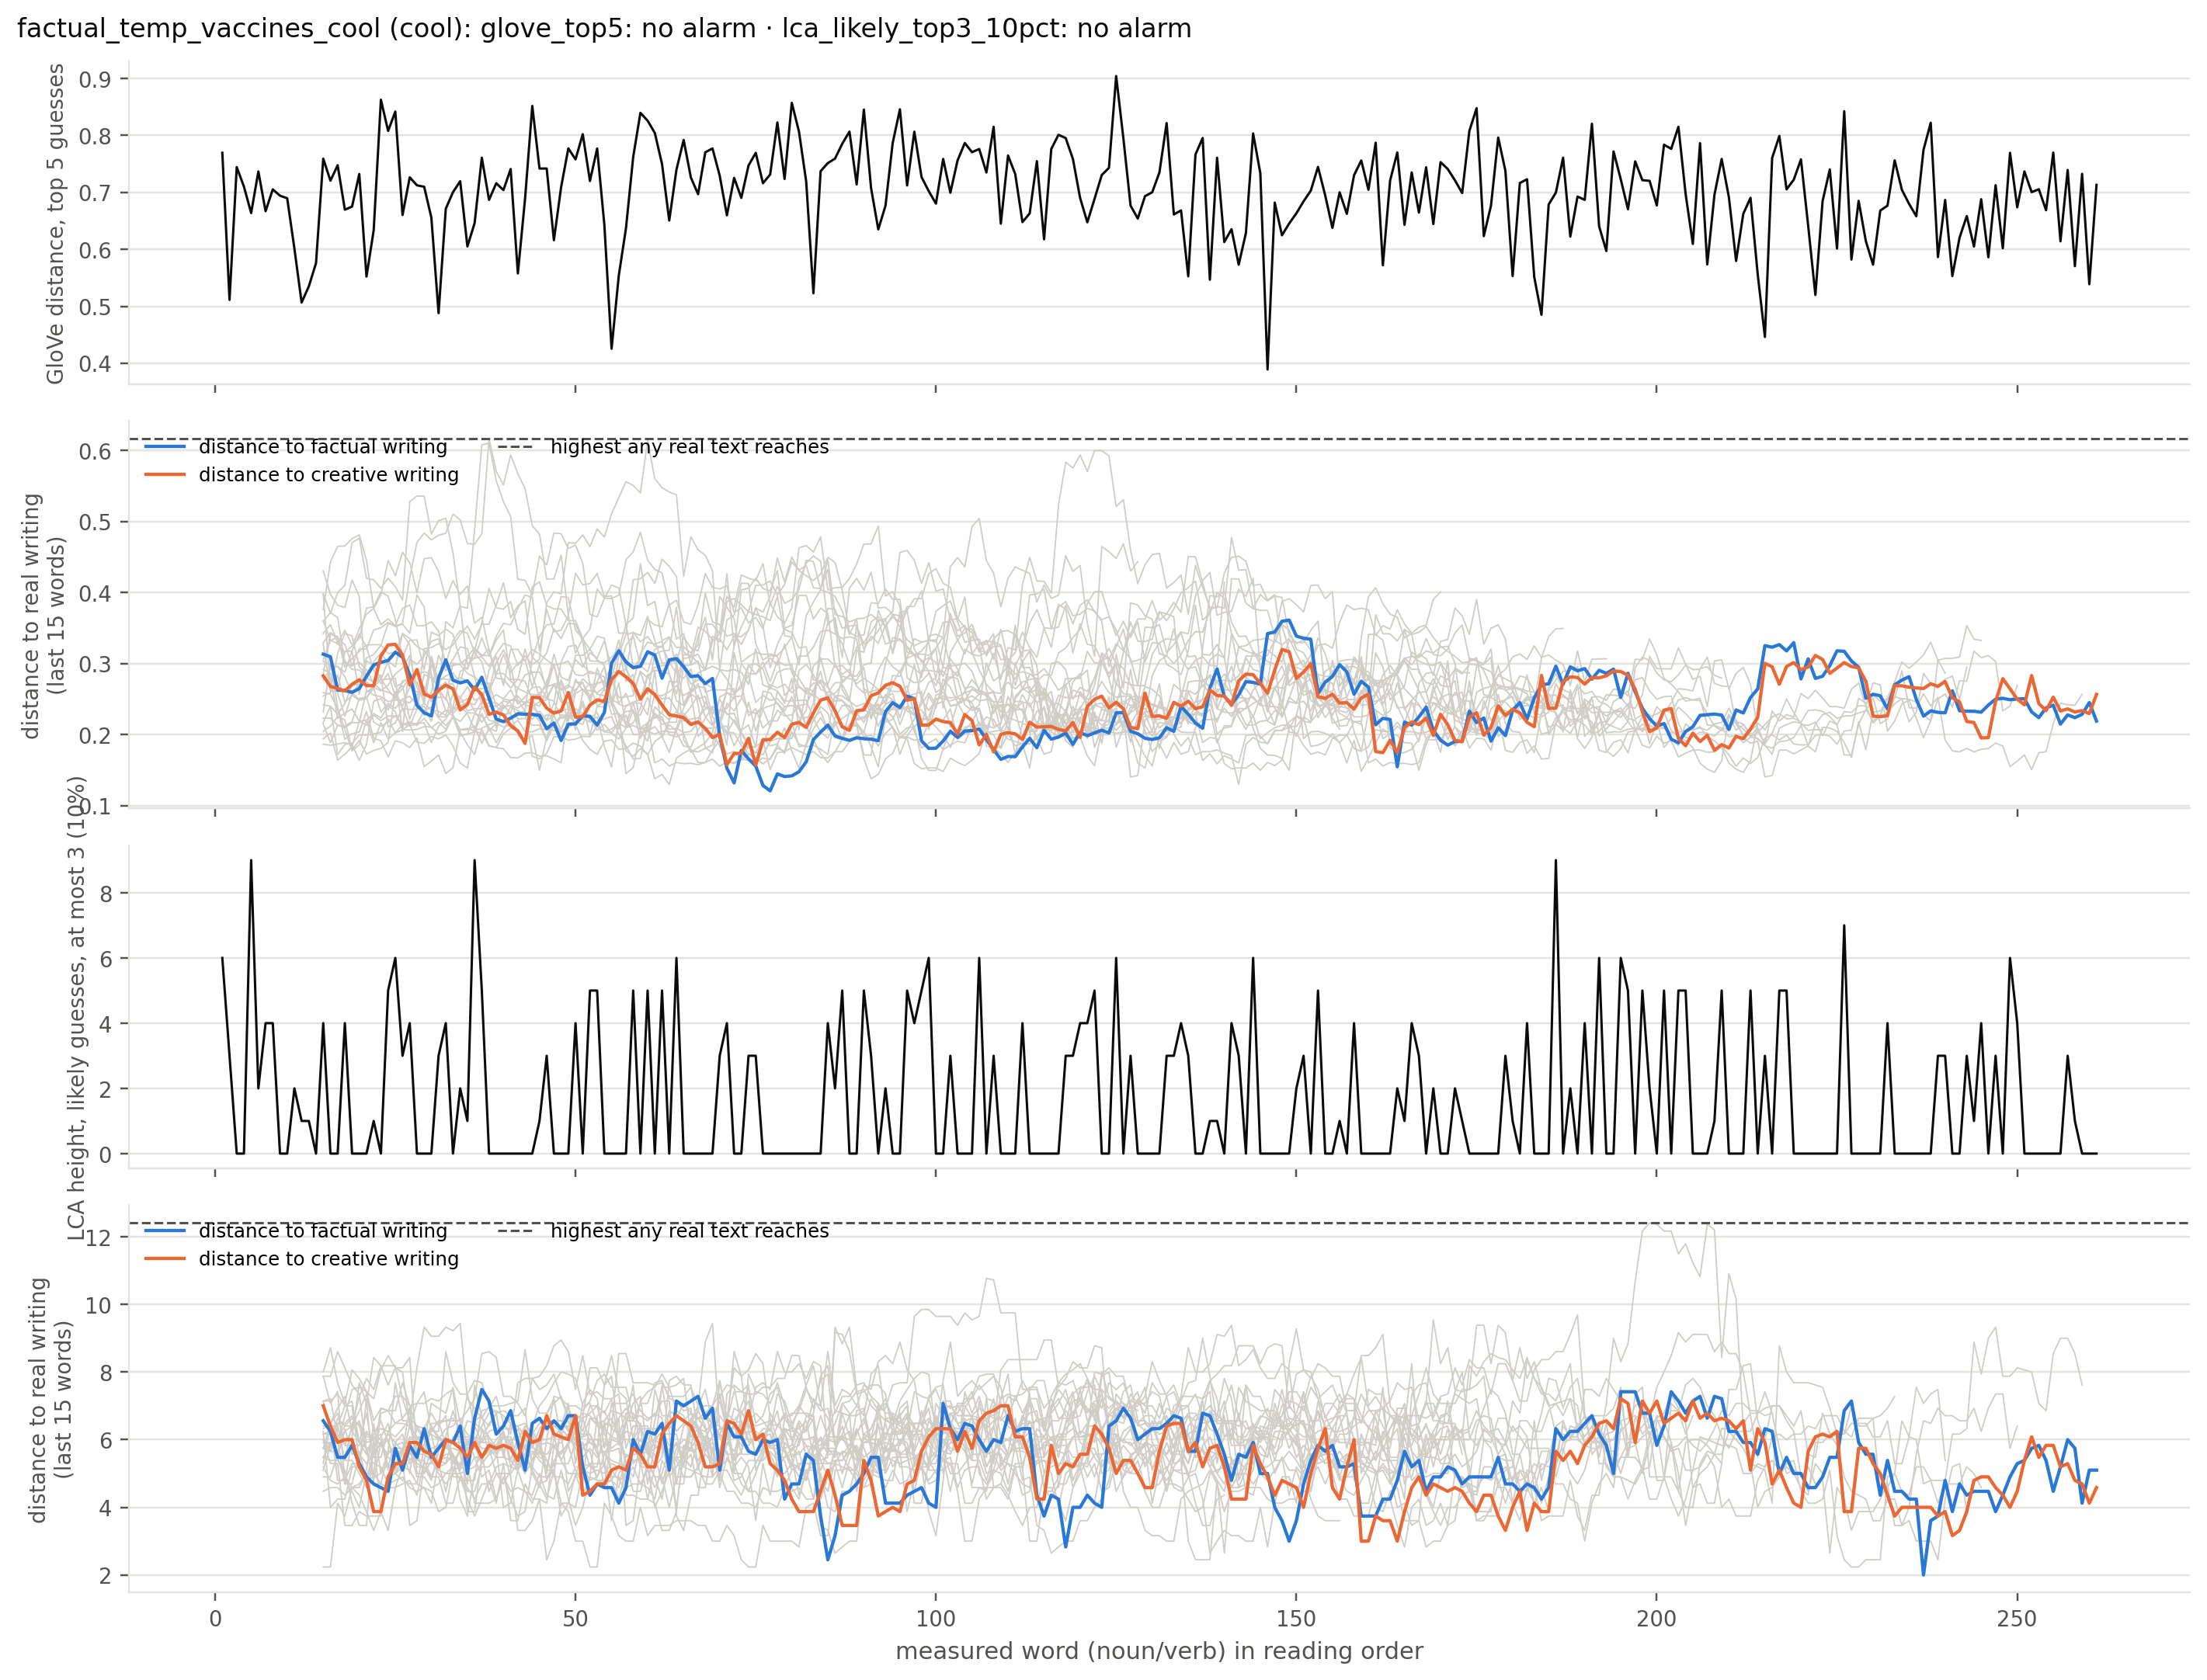 factual_temp_vaccines_cool (cool): glove_top5: no alarm · lca_likely_top3_10pct: no alarm
GloVe distance, top 5 guesses
0.9
0.8
0.7
0.6
0.5
0.4
distance to real writing
(last 15 words)
0.6
0.5
0.4
0.3
0.2
0.1
distance to factual writing
distance to creative writing
highest any real text reaches
LCA height, likely guesses, at most 3 (10%)
8
6
4
2
0
distance to real writing
(last 15 words)
12
10
8
6
4
2
distance to factual writing
distance to creative writing
highest any real text reaches
0 50 100 150 200 250
measured word (noun/verb) in reading order